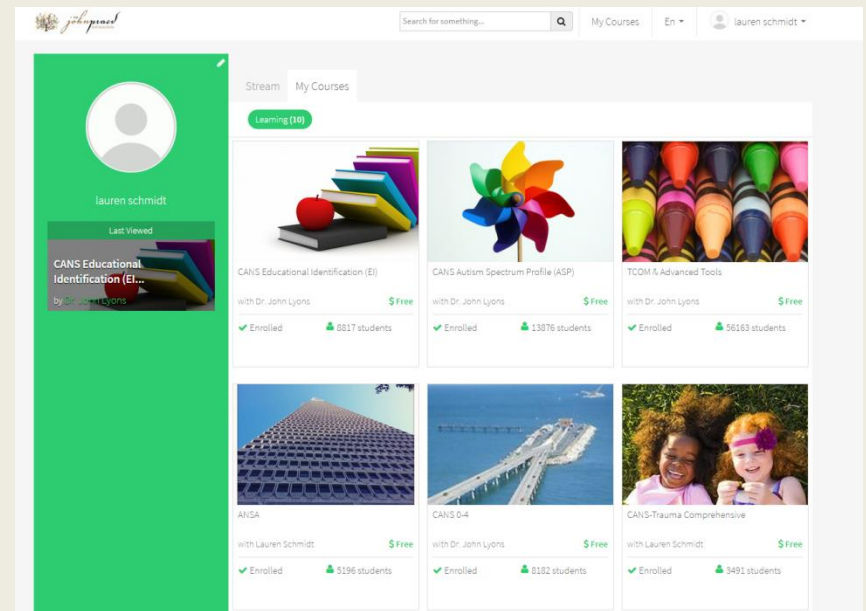 john praed
Search for something...
My Courses
En
lauren schmidt
Stream
My Courses
Learning (10)
lauren schmidt
Last Viewed
CANS Educational
Identification (EI...
by Dr. John Lyons
CANS Educational Identification (EI)
with Dr. John Lyons
$ Free
Enrolled
8817 students
CANS Autism Spectrum Profile (ASP)
with Dr. John Lyons
$ Free
Enrolled
13876 students
TCOM & Advanced Tools
with Dr. John Lyons
$ Free
Enrolled
56163 students
ANSA
with Lauren Schmidt
$ Free
Enrolled
5196 students
CANS 0-4
with Dr. John Lyons
$ Free
Enrolled
8182 students
CANS-Trauma Comprehensive
with Lauren Schmidt
$ Free
Enrolled
3491 students